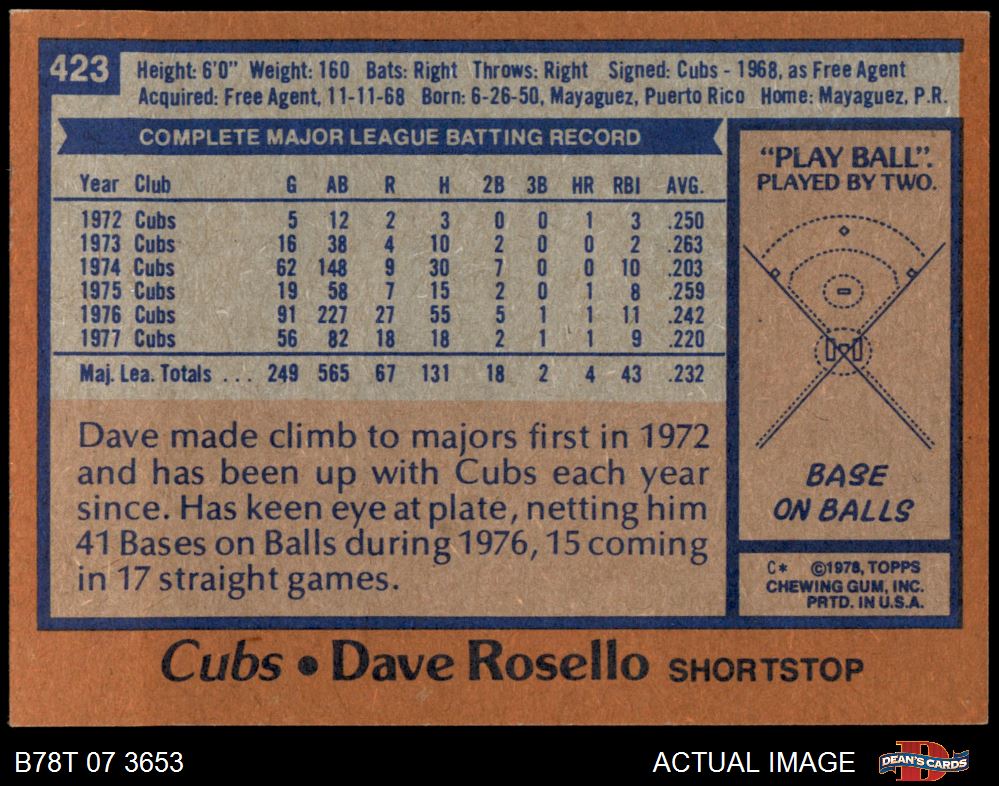 423
Height: 6'0" Weight: 160 Bats: Right Throws: Right Signed: Cubs - 1968, as Free Agent
Acquired: Free Agent, 11-11-68 Born: 6-26-50, Mayaguez, Puerto Rico Home: Mayaguez, P.R.
COMPLETE MAJOR LEAGUE BATTING RECORD
Year Club G AB R H 2B 3B HR RBI AVG.
1972 Cubs 5 12 2 3 0 0 1 3 .250
1973 Cubs 16 38 4 10 2 0 0 2 .263
1974 Cubs 62 148 9 30 7 0 0 10 .203
1975 Cubs 19 58 7 15 2 0 1 8 .259
1976 Cubs 91 227 27 55 5 1 1 11 .242
1977 Cubs 56 82 18 18 2 1 1 9 .220
Maj. Lea. Totals . . . 249 565 67 131 18 2 4 43 .232
Dave made climb to majors first in 1972
and has been up with Cubs each year
since. Has keen eye at plate, netting him
41 Bases on Balls during 1976, 15 coming
in 17 straight games.
"PLAY BALL".
PLAYED BY TWO.
BASE
ON BALLS
C* ©1978, TOPPS
CHEWING GUM, INC.
PRTD. IN U.S.A.
Cubs • Dave Rosello SHORTSTOP
B78T 07 3653
ACTUAL IMAGE
D
DEAN'S CARDS